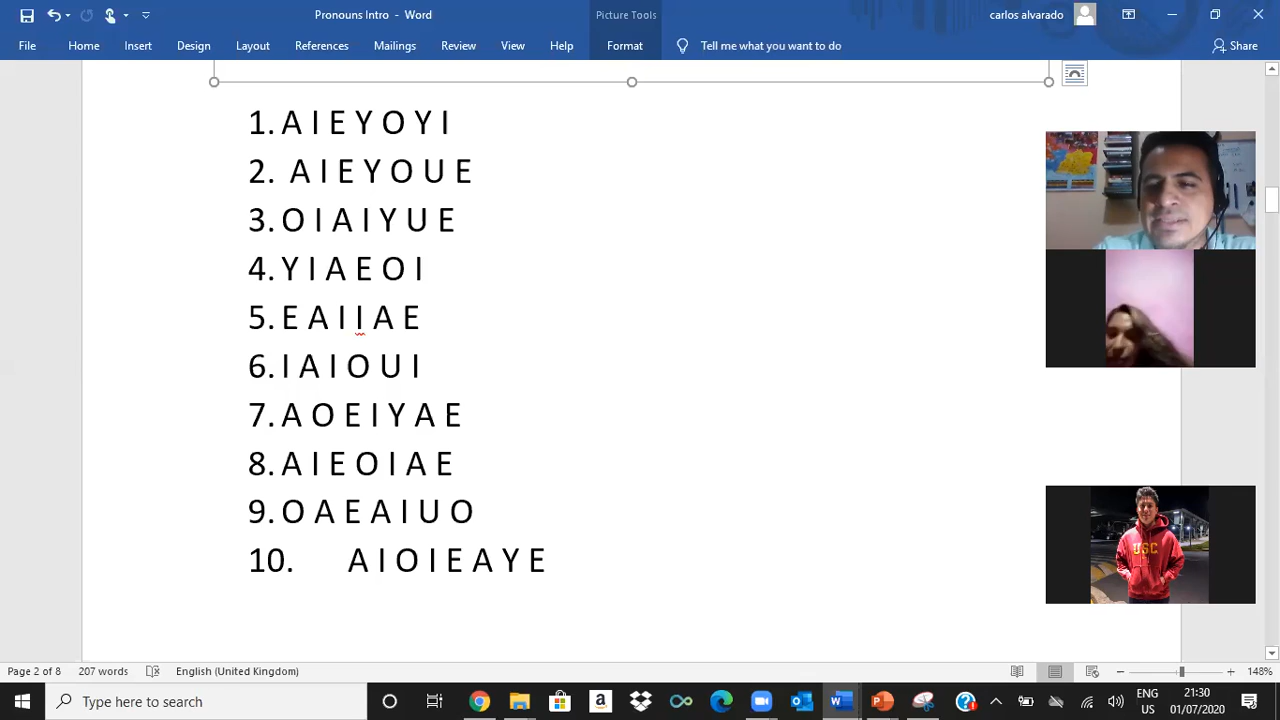 Pronouns Intro - Word
Picture Tools
carlos alvarado
File Home Insert Design Layout References Mailings Review View Help Format Tell me what you want to do Share
1. A I E Y O Y I
2. A I E Y O U E
3. O I A I Y U E
4. Y I A E O I
5. E A I I A E
6. I A I O U I
7. A O E I Y A E
8. A I E O I A E
9. O A E A I U O
10. A I O I E A Y E
USC
Page 2 of 8 207 words English (United Kingdom) 148%
Type here to search
ENG 21:30
US 01/07/2020